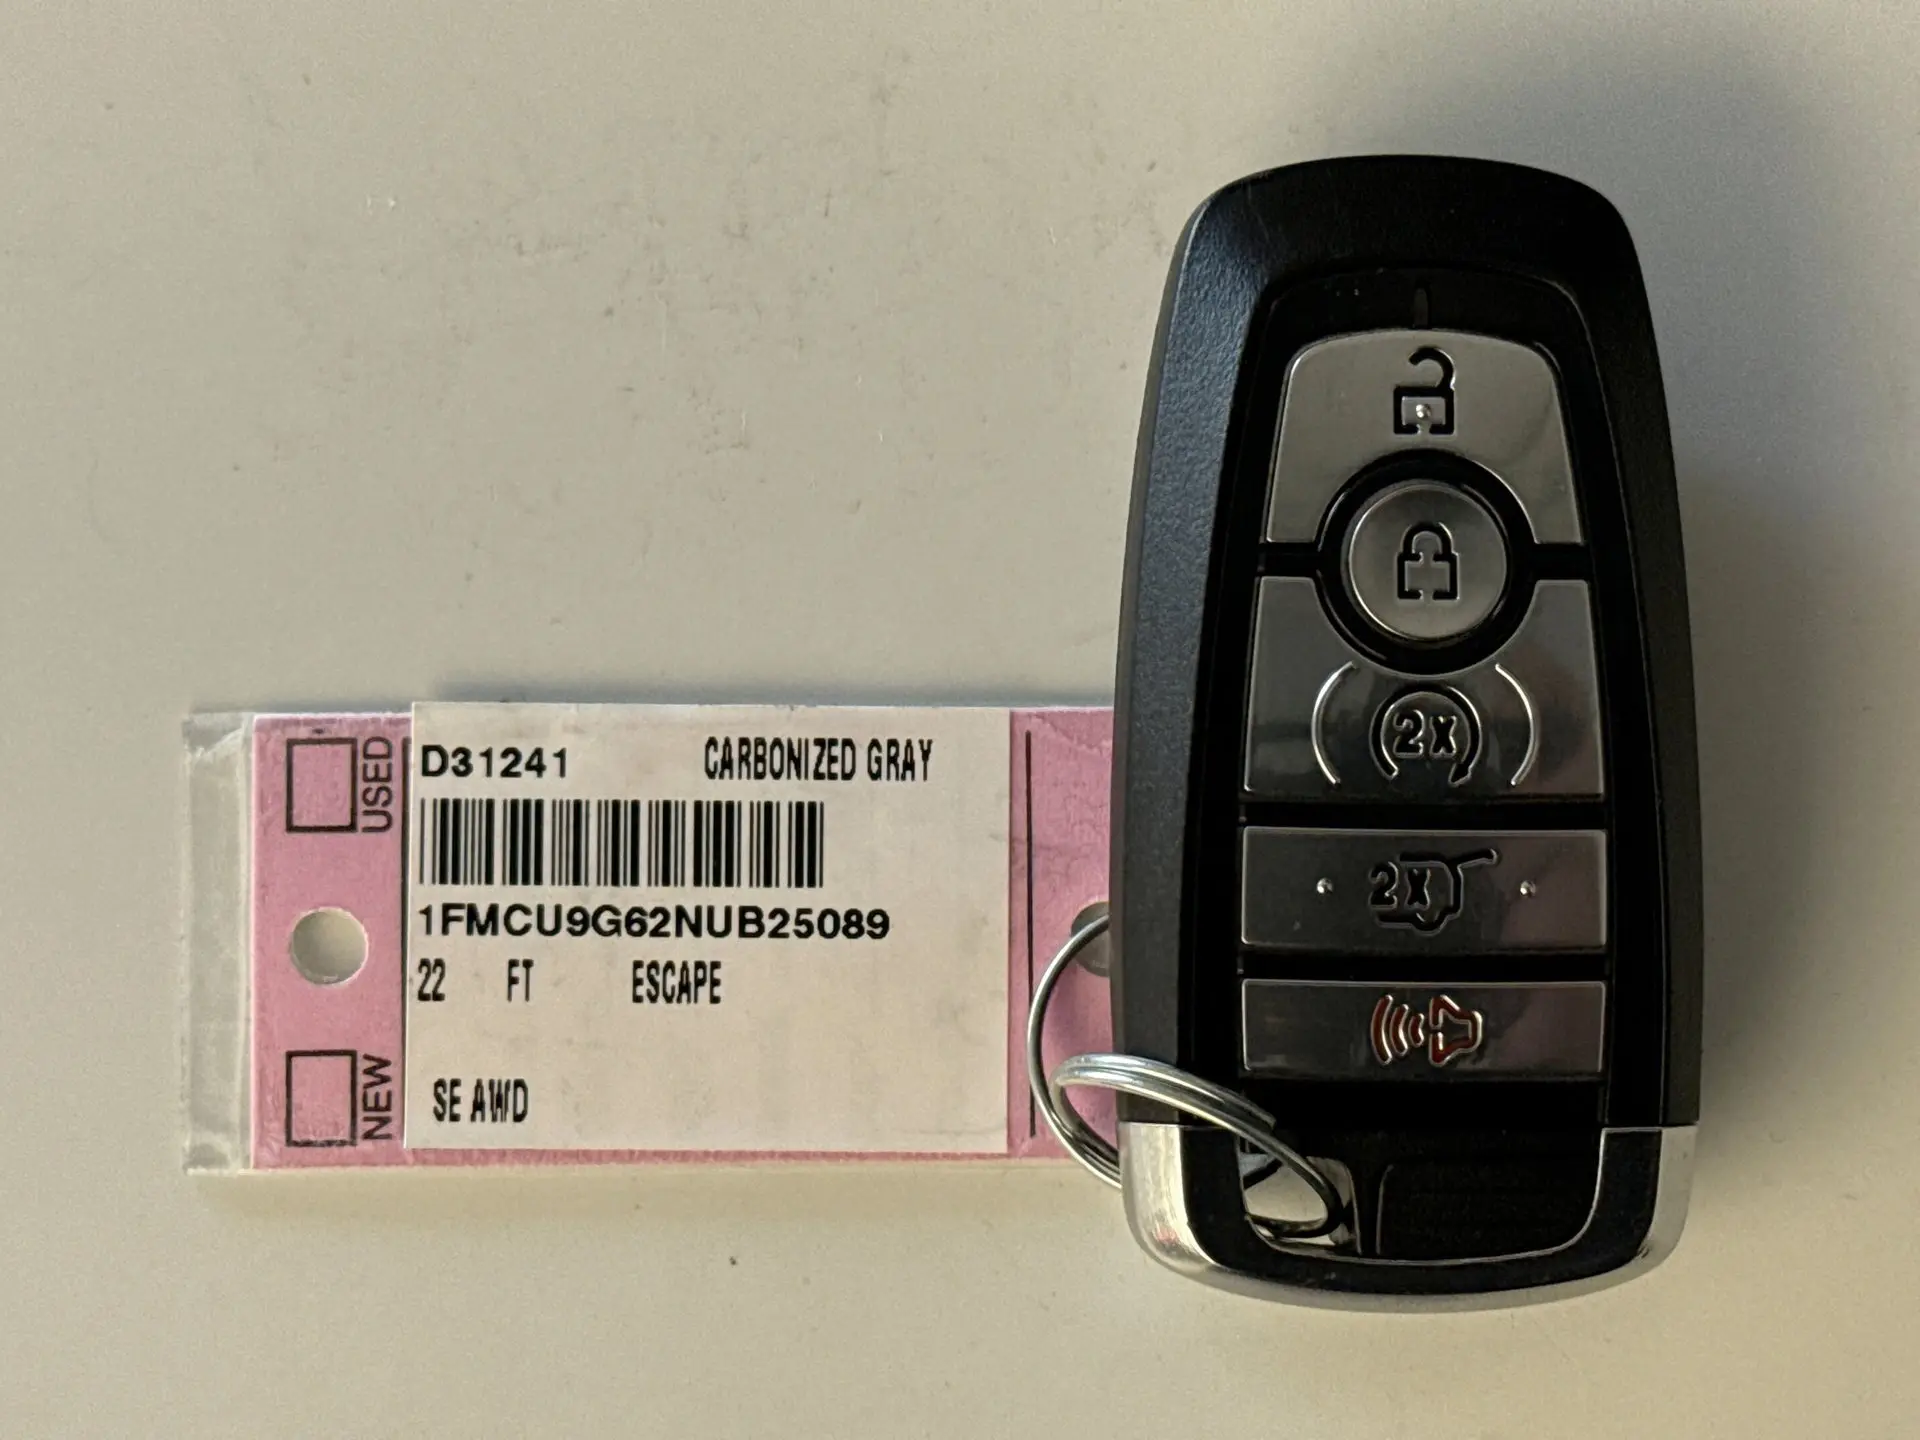 USED
D31241 CARBONIZED GRAY
1FMCU9G62NUB25089
22 FT ESCAPE
NEW
SE AWD
2x
2x